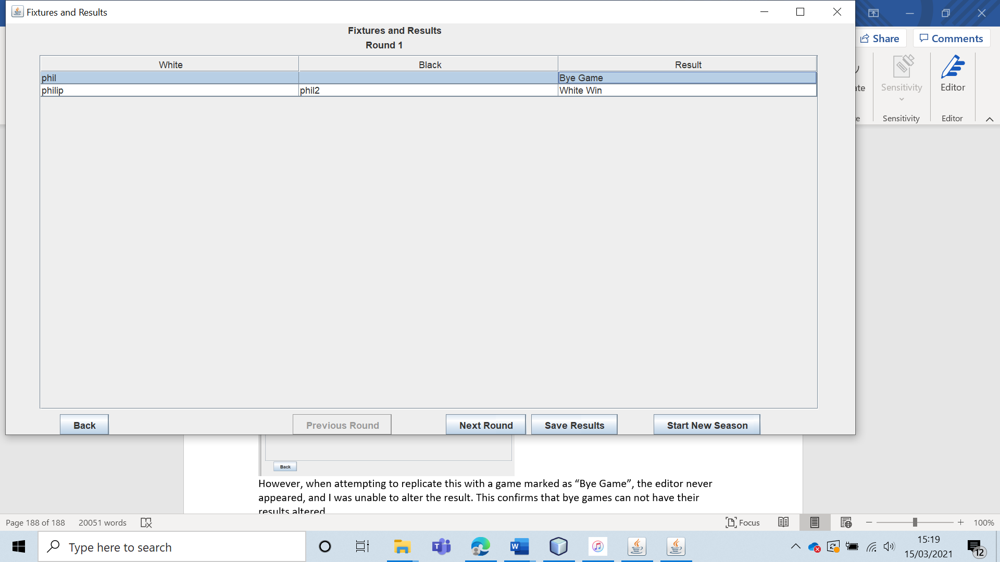 Fixtures and Results
Share
Comments
Fixtures and Results
Round 1
White Black Result
phil Bye Game
philip phil2 White Win
Sensitivity
Editor
Sensitivity
Editor
Back
Previous Round
Next Round
Save Results
Start New Season
Back
However, when attempting to replicate this with a game marked as “Bye Game”, the editor never
appeared, and I was unable to alter the result. This confirms that bye games can not have their
results altered
Page 188 of 188
20051 words
Focus
100%
Type here to search
15:19
15/03/2021
12